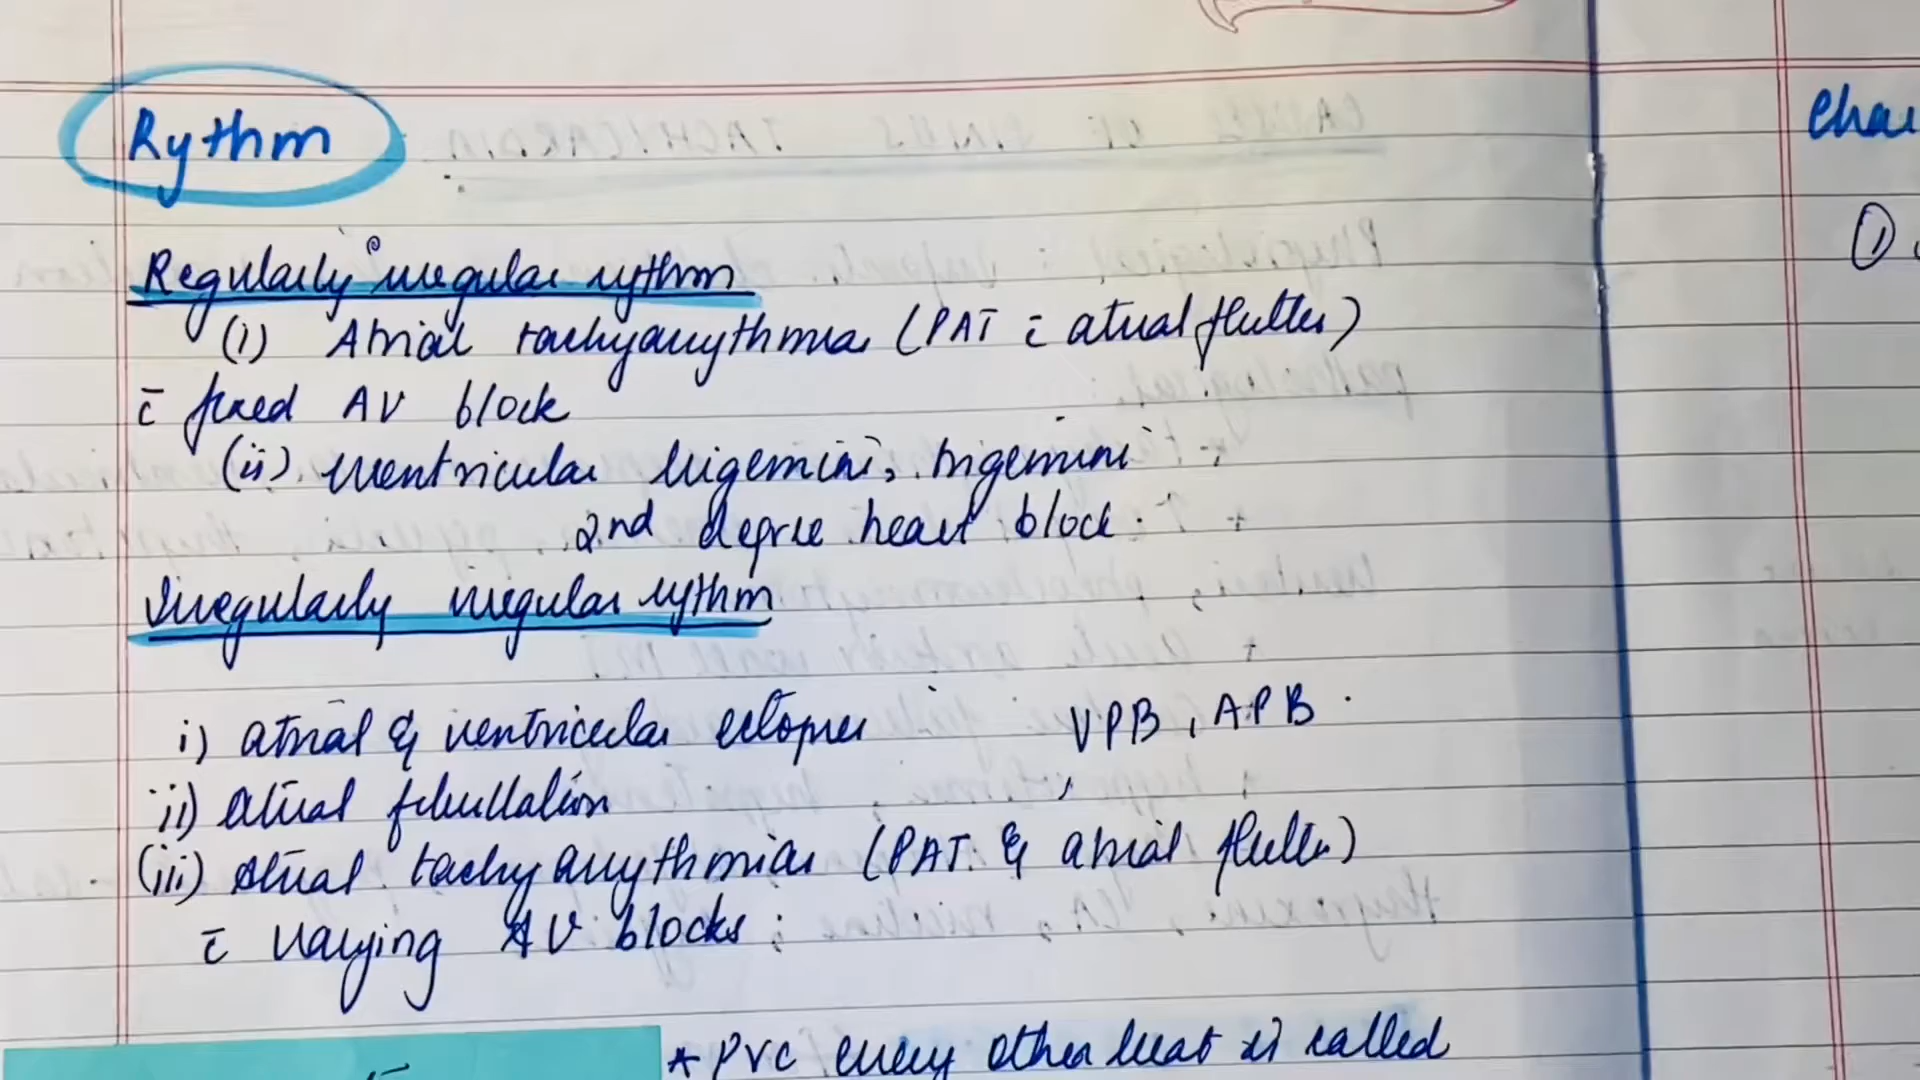 Rythm
Regularly irregular rythm
(i) Atrial tachyarrythmia (PAT c̄ atrial flutter)
c̄ fixed AV block
(ii) ventricular bigemini, trigemini
2nd degree heart block.
Irregularly irregular rythm
i) atrial & ventricular ectopics VPB, APB.
ii) atrial fibrillation
(iii) atrial tachyarrythmias (PAT & atrial flutter)
c̄ varying AV blocks;
* PVC every other beat is called
①